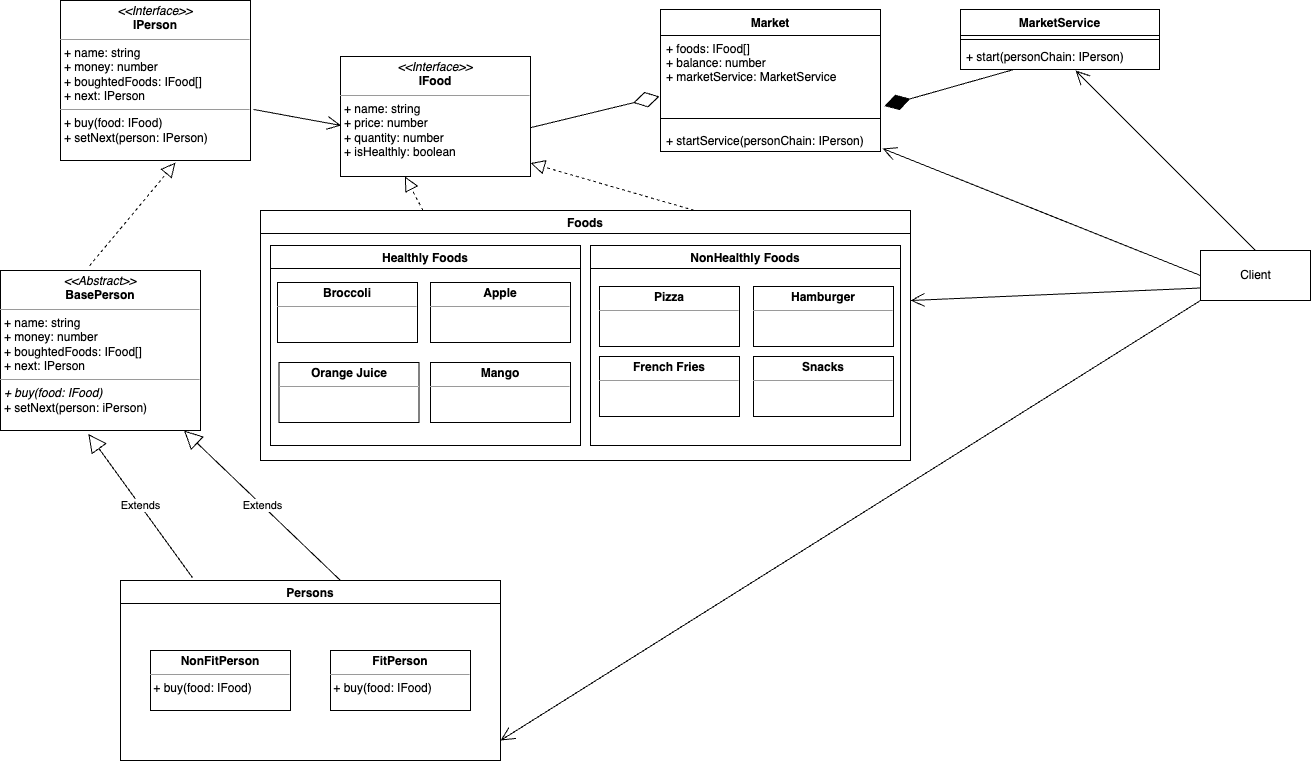 <<Interface>>
IPerson
+ name: string
+ money: number
+ boughtedFoods: IFood[]
+ next: IPerson
+ buy(food: IFood)
+ setNext(person: IPerson)
<<Interface>>
IFood
+ name: string
+ price: number
+ quantity: number
+ isHealthly: boolean
Market
+ foods: IFood[]
+ balance: number
+ marketService: MarketService
+ startService(personChain: IPerson)
MarketService
+ start(personChain: IPerson)
Client
Foods
Healthly Foods
Broccoli
Apple
Orange Juice
Mango
NonHealthly Foods
Pizza
Hamburger
French Fries
Snacks
<<Abstract>>
BasePerson
+ name: string
+ money: number
+ boughtedFoods: IFood[]
+ next: IPerson
+ buy(food: IFood)
+ setNext(person: iPerson)
Extends
Extends
Persons
NonFitPerson
+ buy(food: IFood)
FitPerson
+ buy(food: IFood)